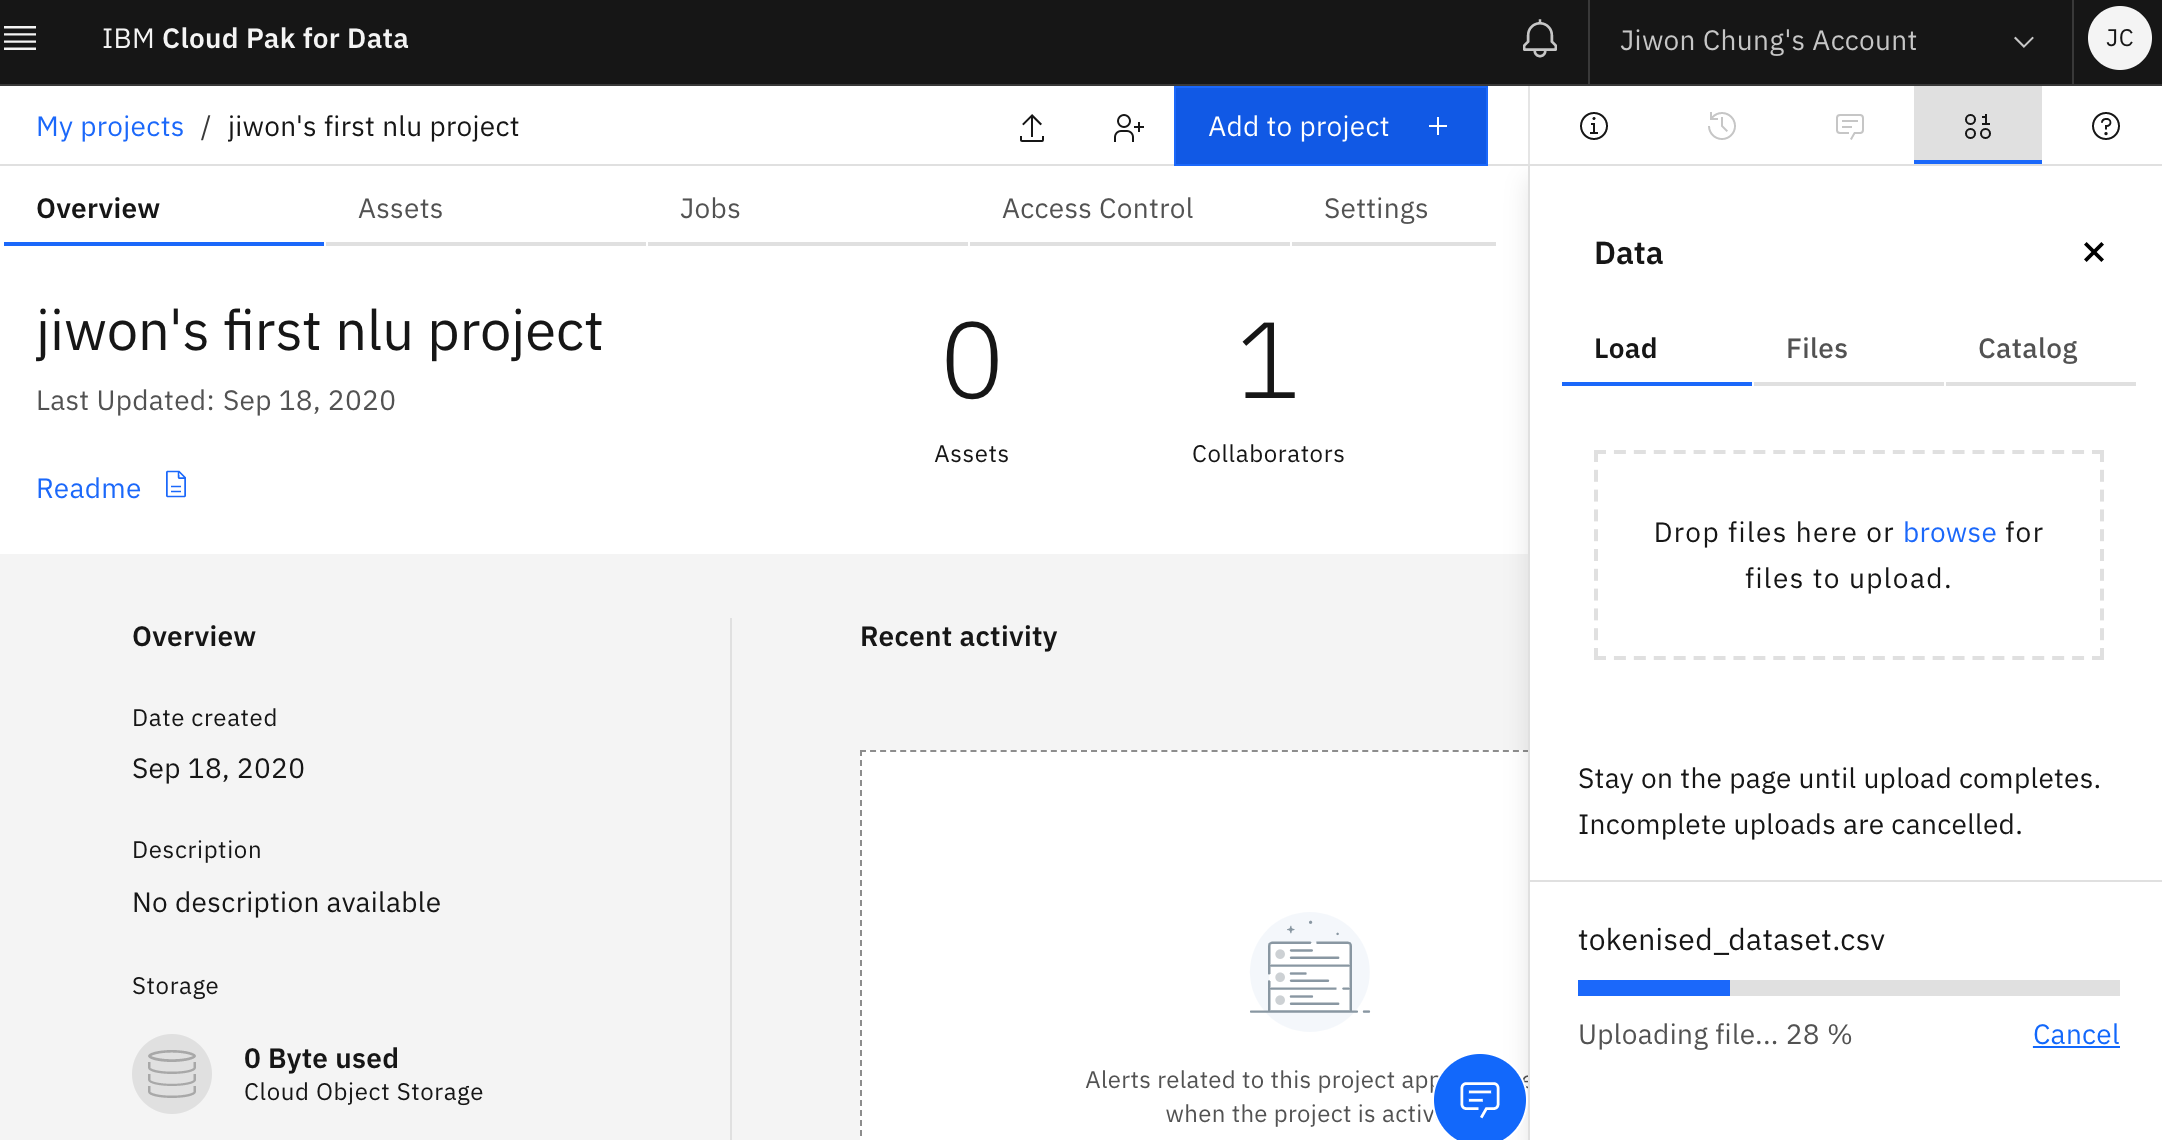 IBM Cloud Pak for Data
Jiwon Chung's Account
JC
My projects / jiwon's first nlu project
Add to project +
Overview
Assets
Jobs
Access Control
Settings
jiwon's first nlu project
Last Updated: Sep 18, 2020
Readme
0
Assets
1
Collaborators
Overview
Date created
Sep 18, 2020
Description
No description available
Storage
0 Byte used
Cloud Object Storage
Recent activity
Alerts related to this project
when the project is
Data
Load
Files
Catalog
Drop files here or browse for
files to upload.
Stay on the page until upload completes.
Incomplete uploads are cancelled.
tokenised_dataset.csv
Uploading file... 28 %
Cancel